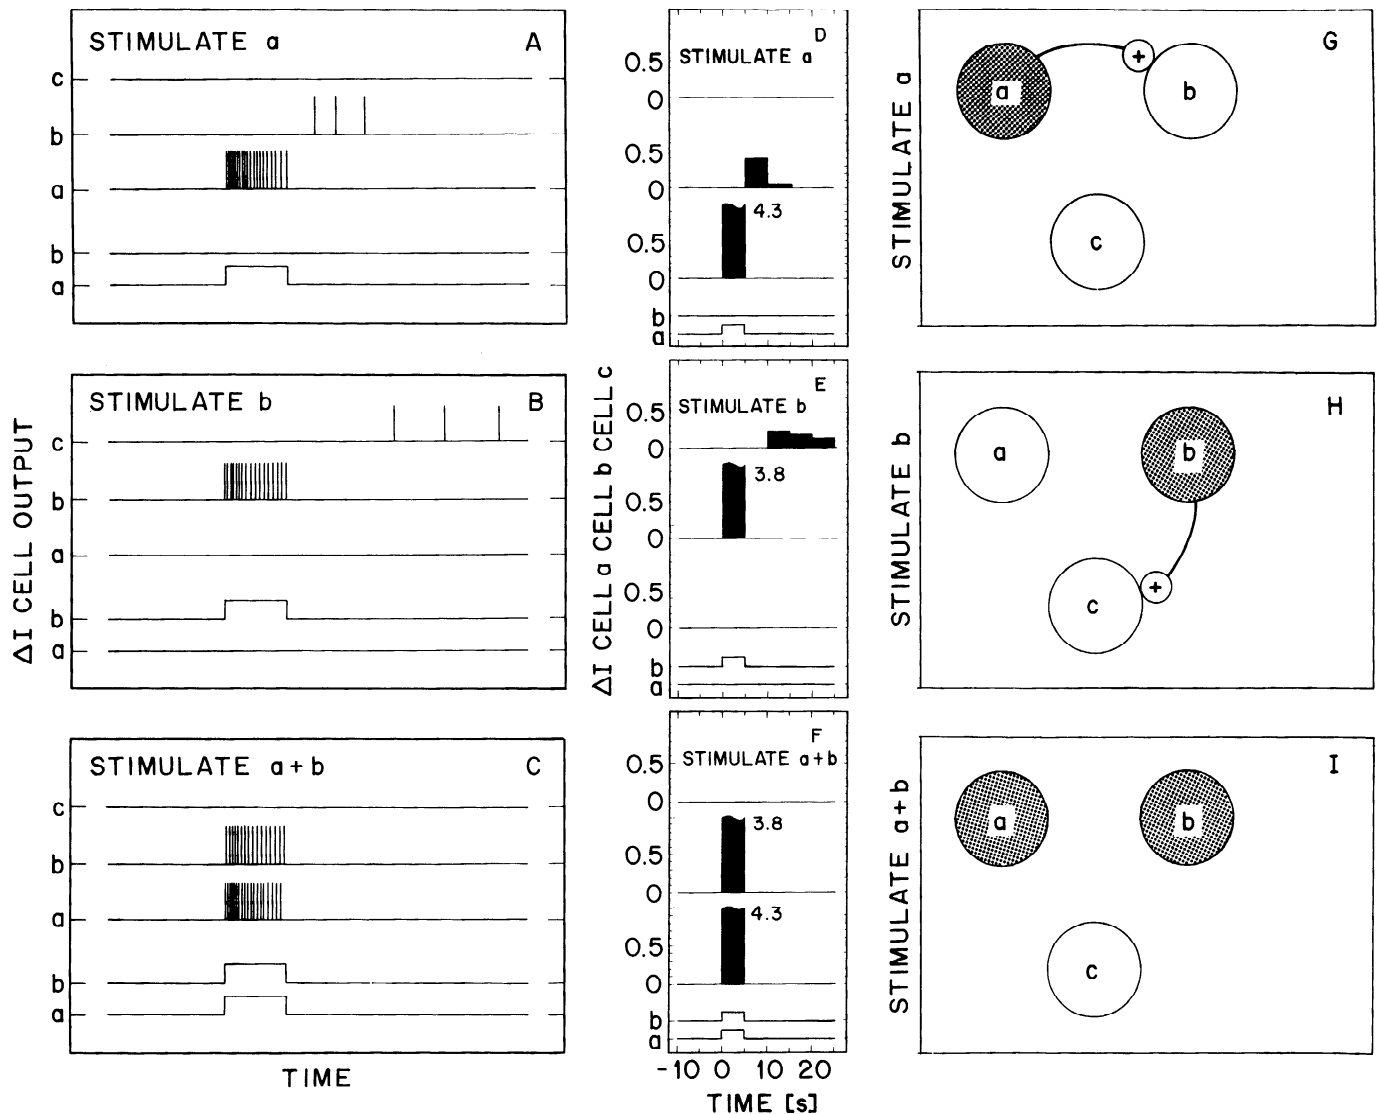 STIMULATE a
A
c
b
a
b
a
STIMULATE b
B
c
b
a
b
a
STIMULATE a+b
C
c
b
a
b
a
ΔI CELL OUTPUT
TIME
D
STIMULATE a
0.5
0
0.5
0
4.3
0.5
0
b
a
E
STIMULATE b
0.5
0
3.8
0.5
0
0.5
0
b
a
F
STIMULATE a+b
0.5
0
3.8
0.5
0
4.3
0.5
0
b
a
-10 0 10 20
TIME [s]
ΔI CELL a CELL b CELL c
STIMULATE a
G
a
+
b
c
STIMULATE b
H
a
b
c
+
STIMULATE a+b
I
a
b
c